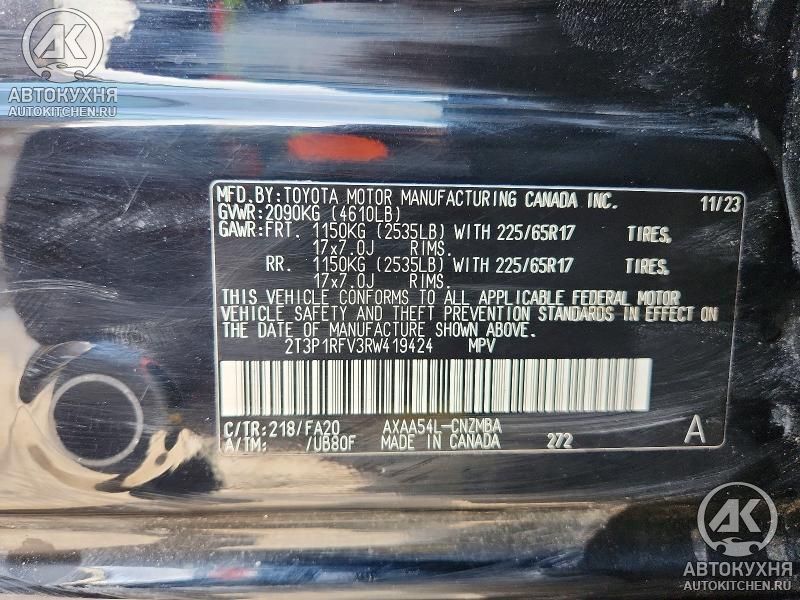 AK
АВТОКУХНЯ
AUTOKITCHEN.RU
MFD.BY:TOYOTA MOTOR MANUFACTURING CANADA INC. 11/23
GVWR:2090KG (4610LB)
GAWR:FRT. 1150KG (2535LB) WITH 225/65R17 TIRES,
17x7.0J RIMS.
RR. 1150KG (2535LB) WITH 225/65R17 TIRES,
17x7.0J RIMS.
THIS VEHICLE CONFORMS TO ALL APPLICABLE FEDERAL MOTOR
VEHICLE SAFETY AND THEFT PREVENTION STANDARDS IN EFFECT ON
THE DATE OF MANUFACTURE SHOWN ABOVE.
2T3P1RFV3RW419424 MPV
C/TR:218/FA20 AXAA54L-CNZMBA
A/TM: /UB80F MADE IN CANADA 272 A
AK
АВТОКУХНЯ
AUTOKITCHEN.RU